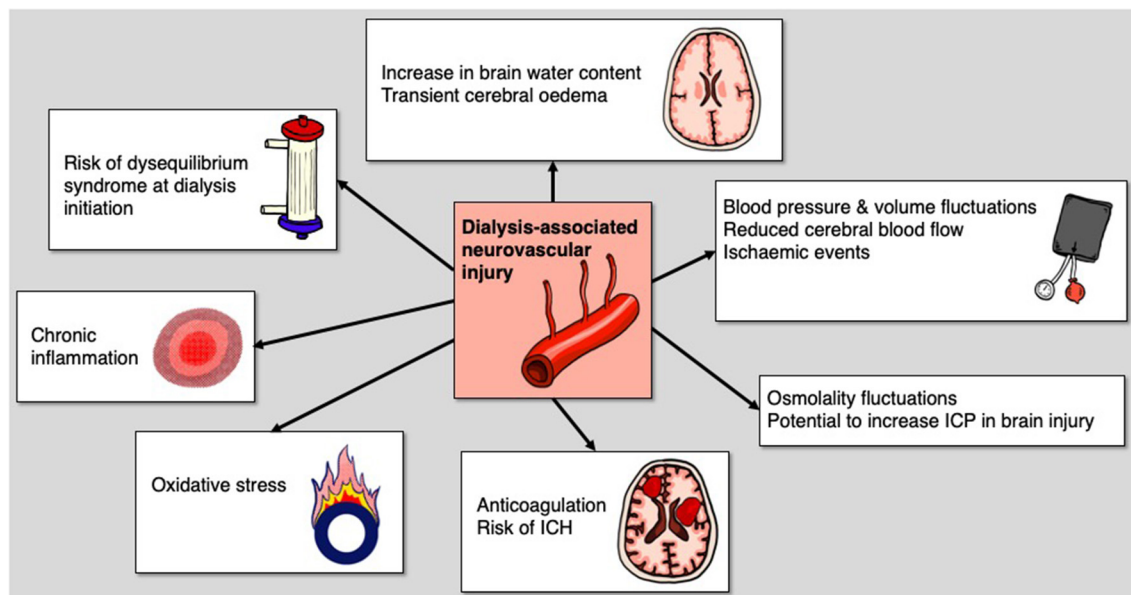 Increase in brain water content
Transient cerebral oedema
Risk of dysequilibrium
syndrome at dialysis
initiation
Dialysis-associated
neurovascular
injury
Blood pressure & volume fluctuations
Reduced cerebral blood flow
Ischaemic events
Chronic
inflammation
Osmolality fluctuations
Potential to increase ICP in brain injury
Oxidative stress
Anticoagulation
Risk of ICH